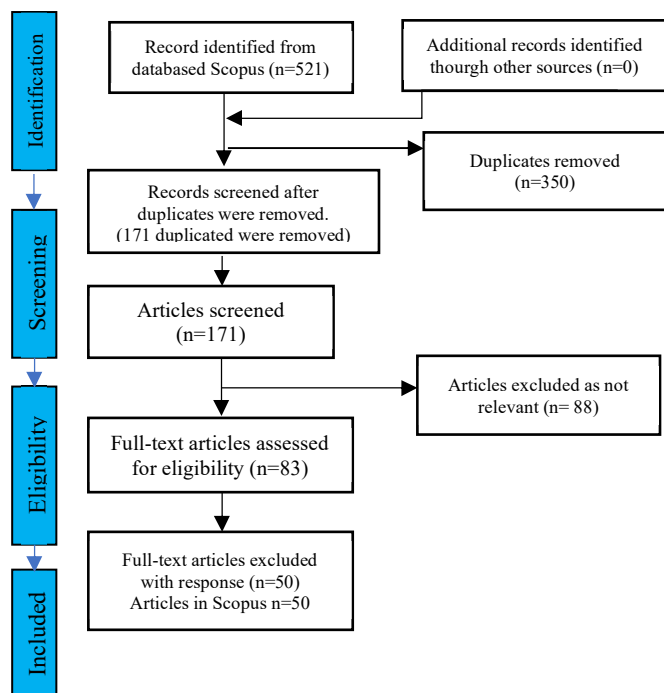 Identification
Record identified from
databased Scopus (n=521)
Additional records identified
thourgh other sources (n=0)
Duplicates removed
(n=350)
Records screened after
duplicates were removed.
(171 duplicated were removed)
Screening
Articles screened
(n=171)
Articles excluded as not
relevant (n= 88)
Eligibility
Full-text articles assessed
for eligibility (n=83)
Full-text articles excluded
with response (n=50)
Articles in Scopus n=50
Included